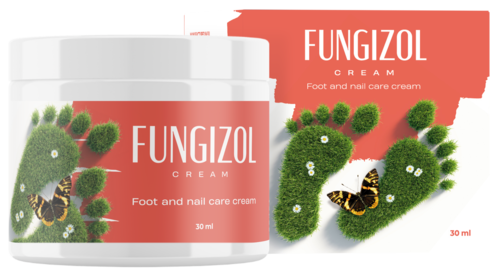 FUNGIZOL
CREAM
Foot and nail care cream
30 ml
FUNGIZOL
CREAM
Foot and nail care cream
30 ml